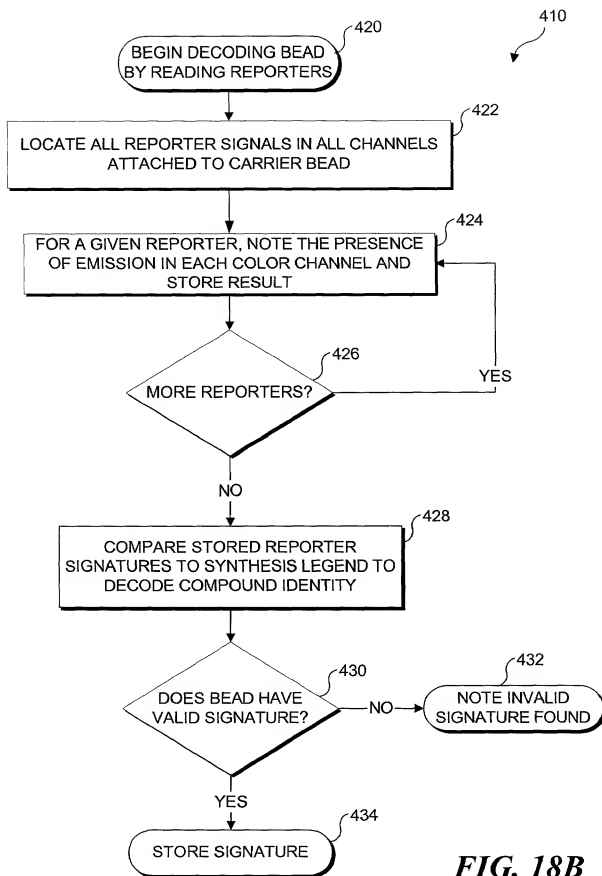 410
420
BEGIN DECODING BEAD
BY READING REPORTERS
422
LOCATE ALL REPORTER SIGNALS IN ALL CHANNELS
ATTACHED TO CARRIER BEAD
424
FOR A GIVEN REPORTER, NOTE THE PRESENCE
OF EMISSION IN EACH COLOR CHANNEL AND
STORE RESULT
426
MORE REPORTERS?
YES
NO
428
COMPARE STORED REPORTER
SIGNATURES TO SYNTHESIS LEGEND TO
DECODE COMPOUND IDENTITY
430
DOES BEAD HAVE
VALID SIGNATURE?
NO
432
NOTE INVALID
SIGNATURE FOUND
YES
434
STORE SIGNATURE
FIG. 18B